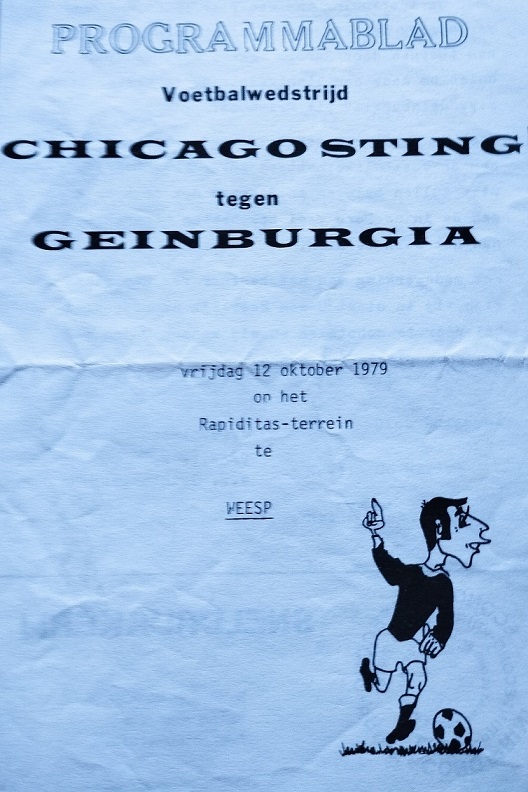 PROGRAMMABLAD
Voetbalwedstrijd
CHICAGO STING
tegen
GEINBURGIA
vrijdag 12 oktober 1979
op het
Rapiditas-terrein
te
WEESP